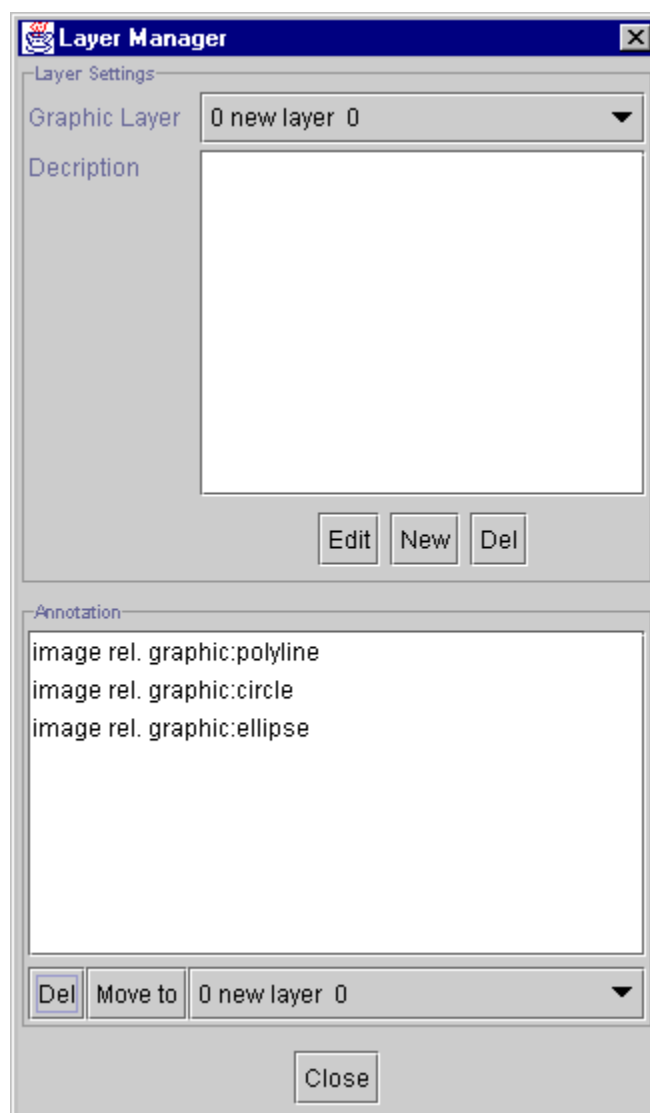 Layer Manager
Layer Settings
Graphic Layer 0 new layer 0
Decription
Edit New Del
Annotation
image rel. graphic:polyline
image rel. graphic:circle
image rel. graphic:ellipse
Del Move to 0 new layer 0
Close